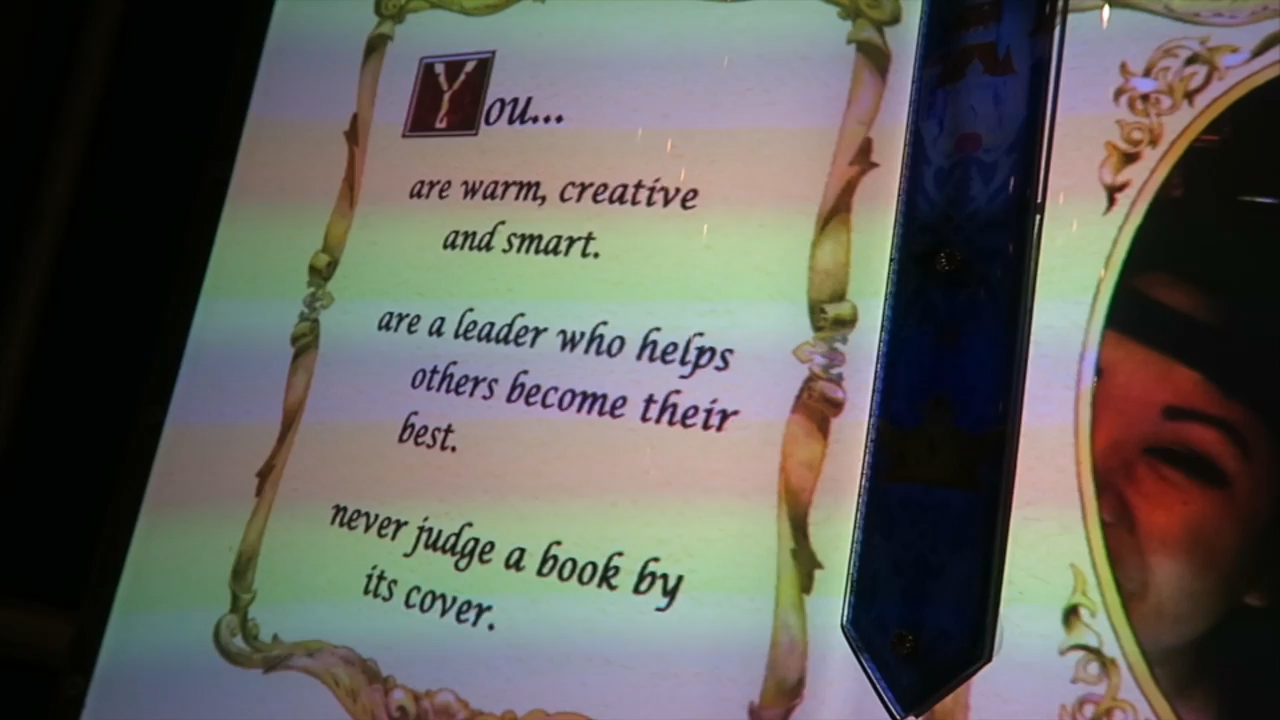 You...
are warm, creative
and smart.
are a leader who helps
others become their
best.
never judge a book by
its cover.